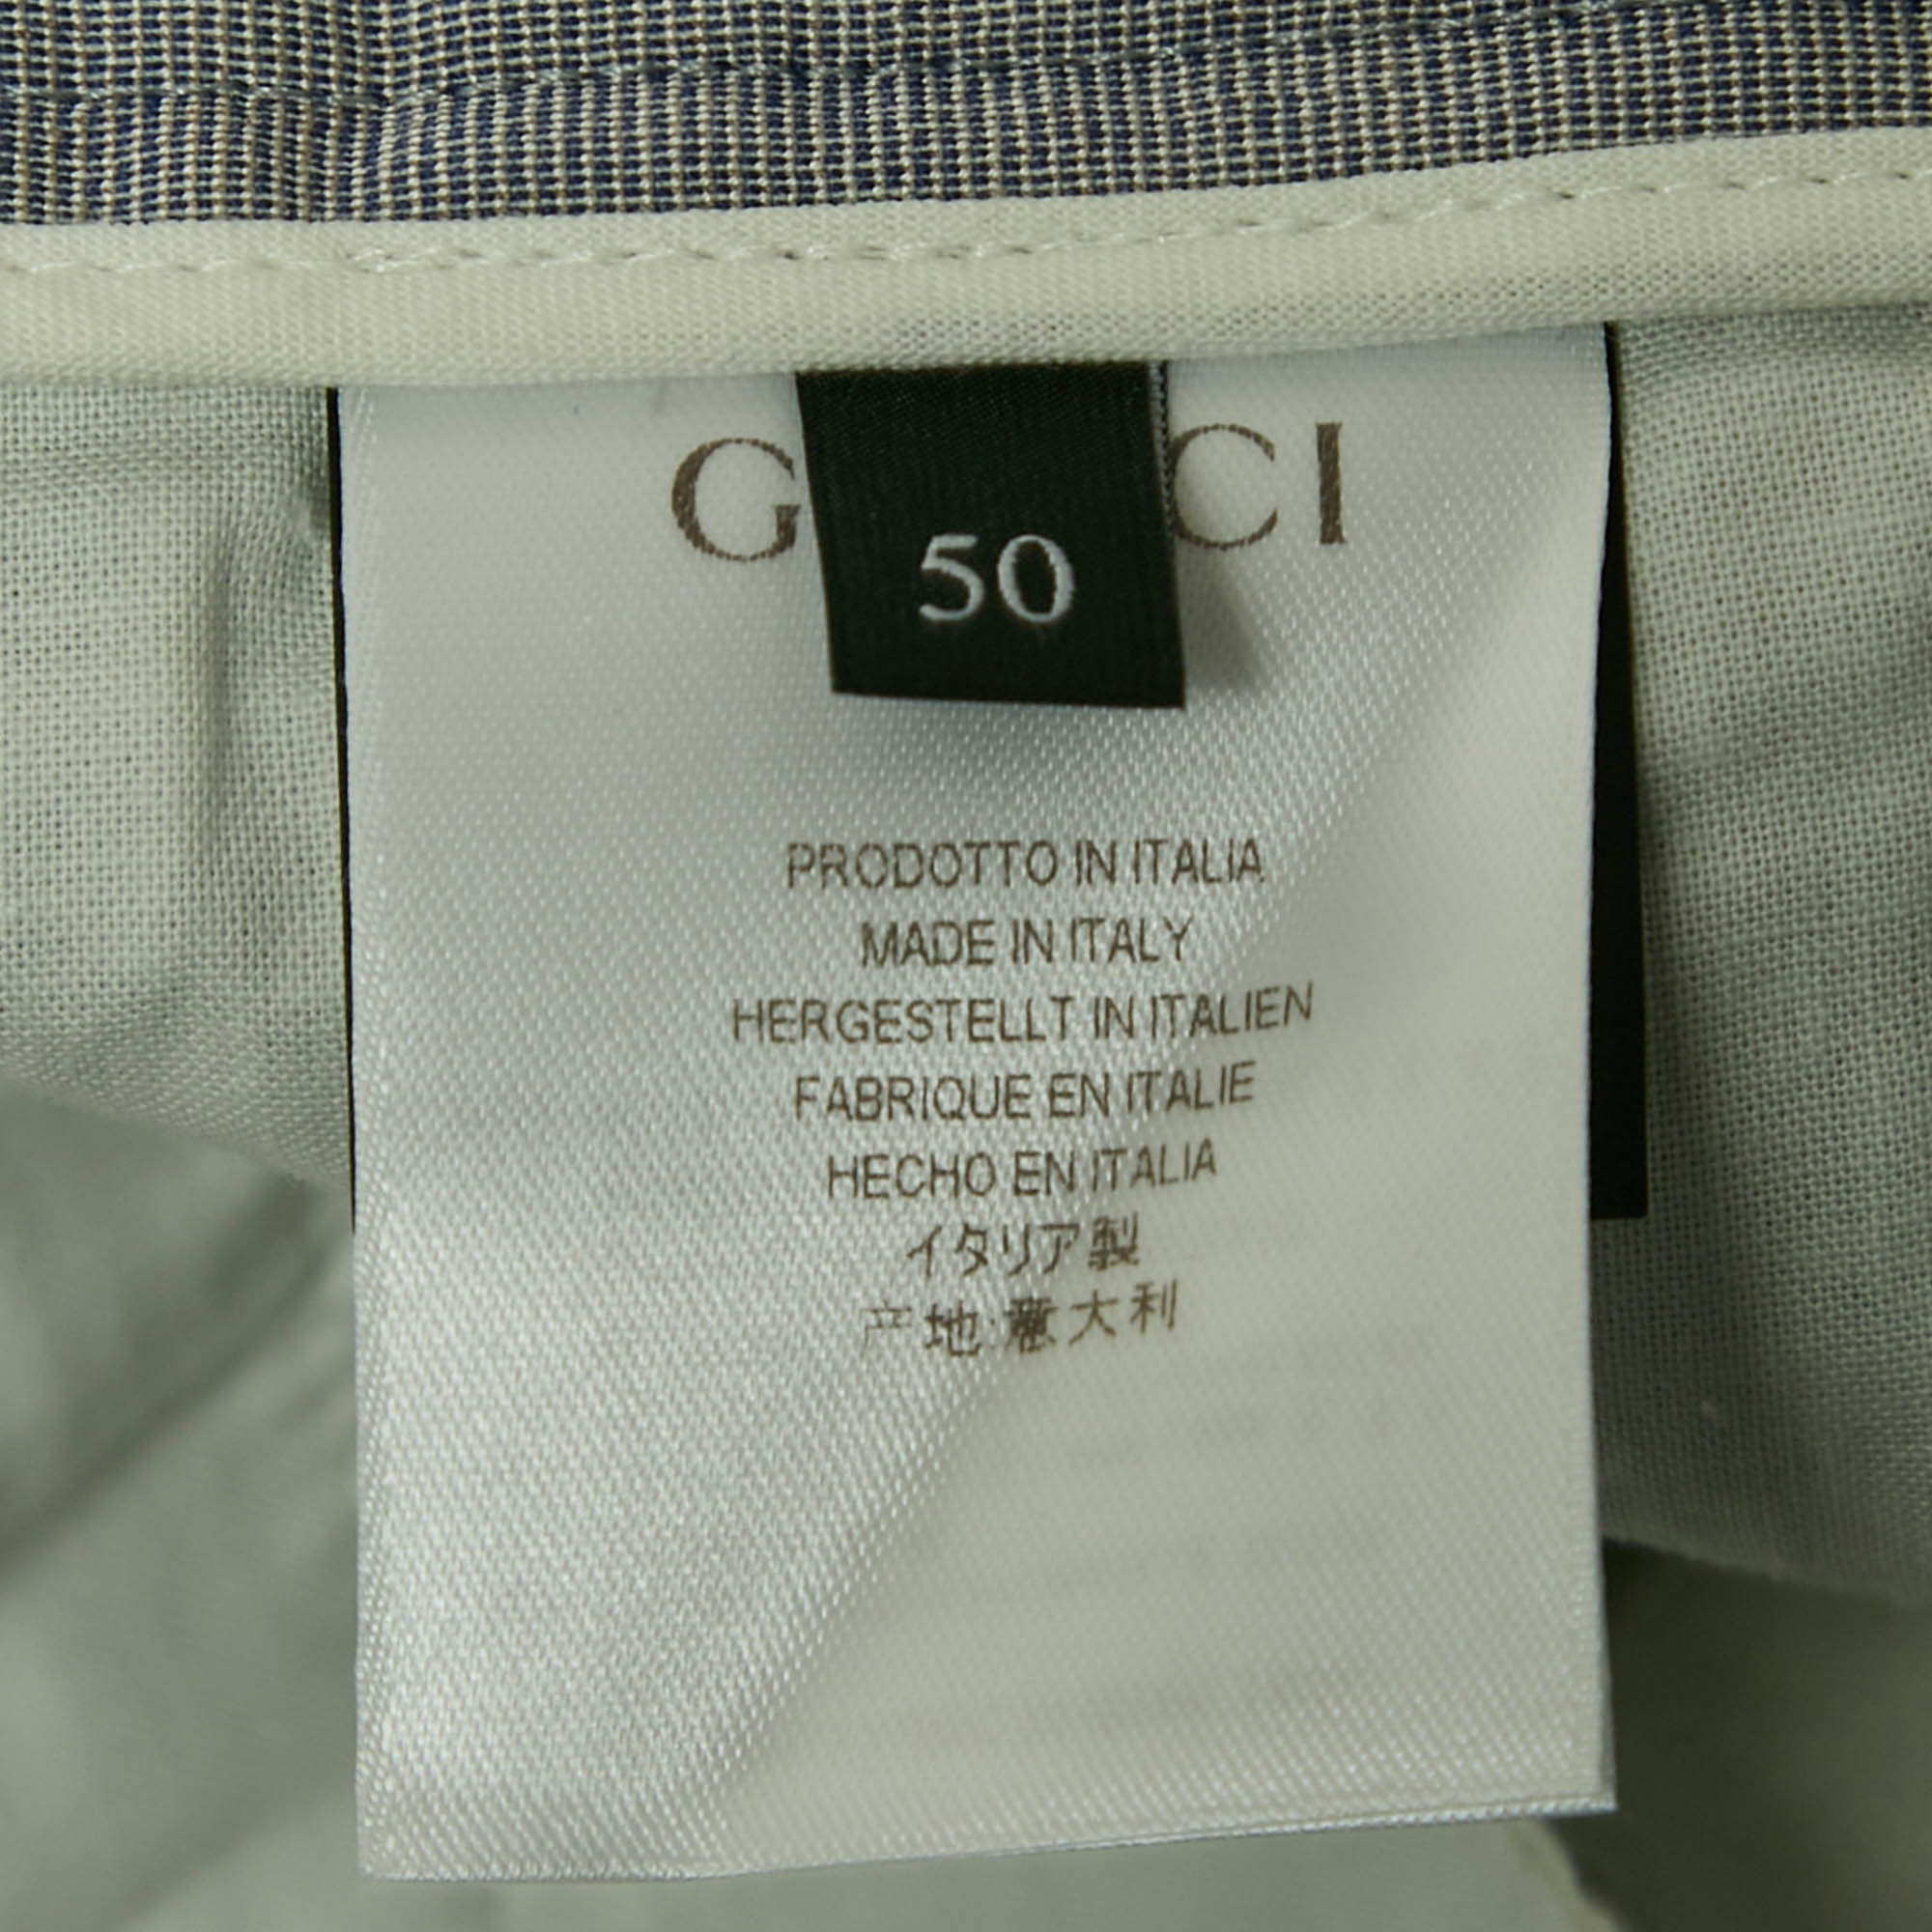 G CI
50
PRODOTTO IN ITALIA
MADE IN ITALY
HERGESTELLT IN ITALIEN
FABRIQUE EN ITALIE
HECHO EN ITALIA
イタリア製
产地:意大利